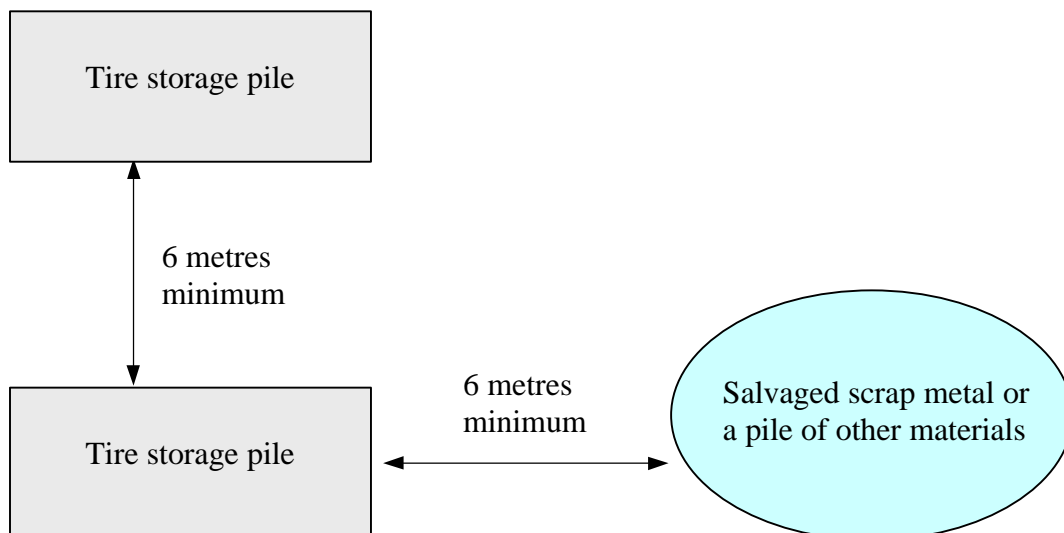 Tire storage pile
6 metres
minimum
Tire storage pile
6 metres
minimum
Salvaged scrap metal or
a pile of other materials